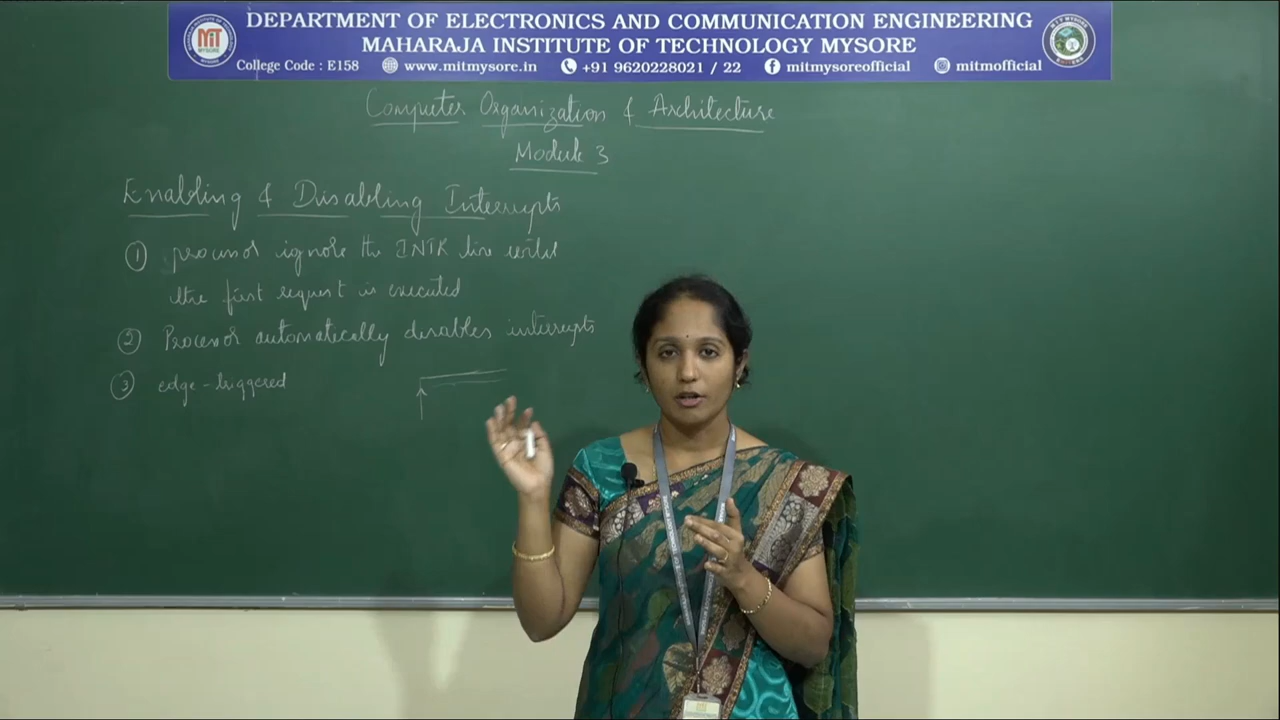 DEPARTMENT OF ELECTRONICS AND COMMUNICATION ENGINEERING
MAHARAJA INSTITUTE OF TECHNOLOGY MYSORE
College Code : E158 www.mitmysore.in +91 9620228021 / 22 mitmysoreofficial mitmofficial
MIT
MYSORE
Computer Organization & Architecture
Module 3
Enabling & Disabling Interrupts
① processor ignore the INTR line until
the first request is executed
② Processor automatically disables interrupts
③ edge-triggered